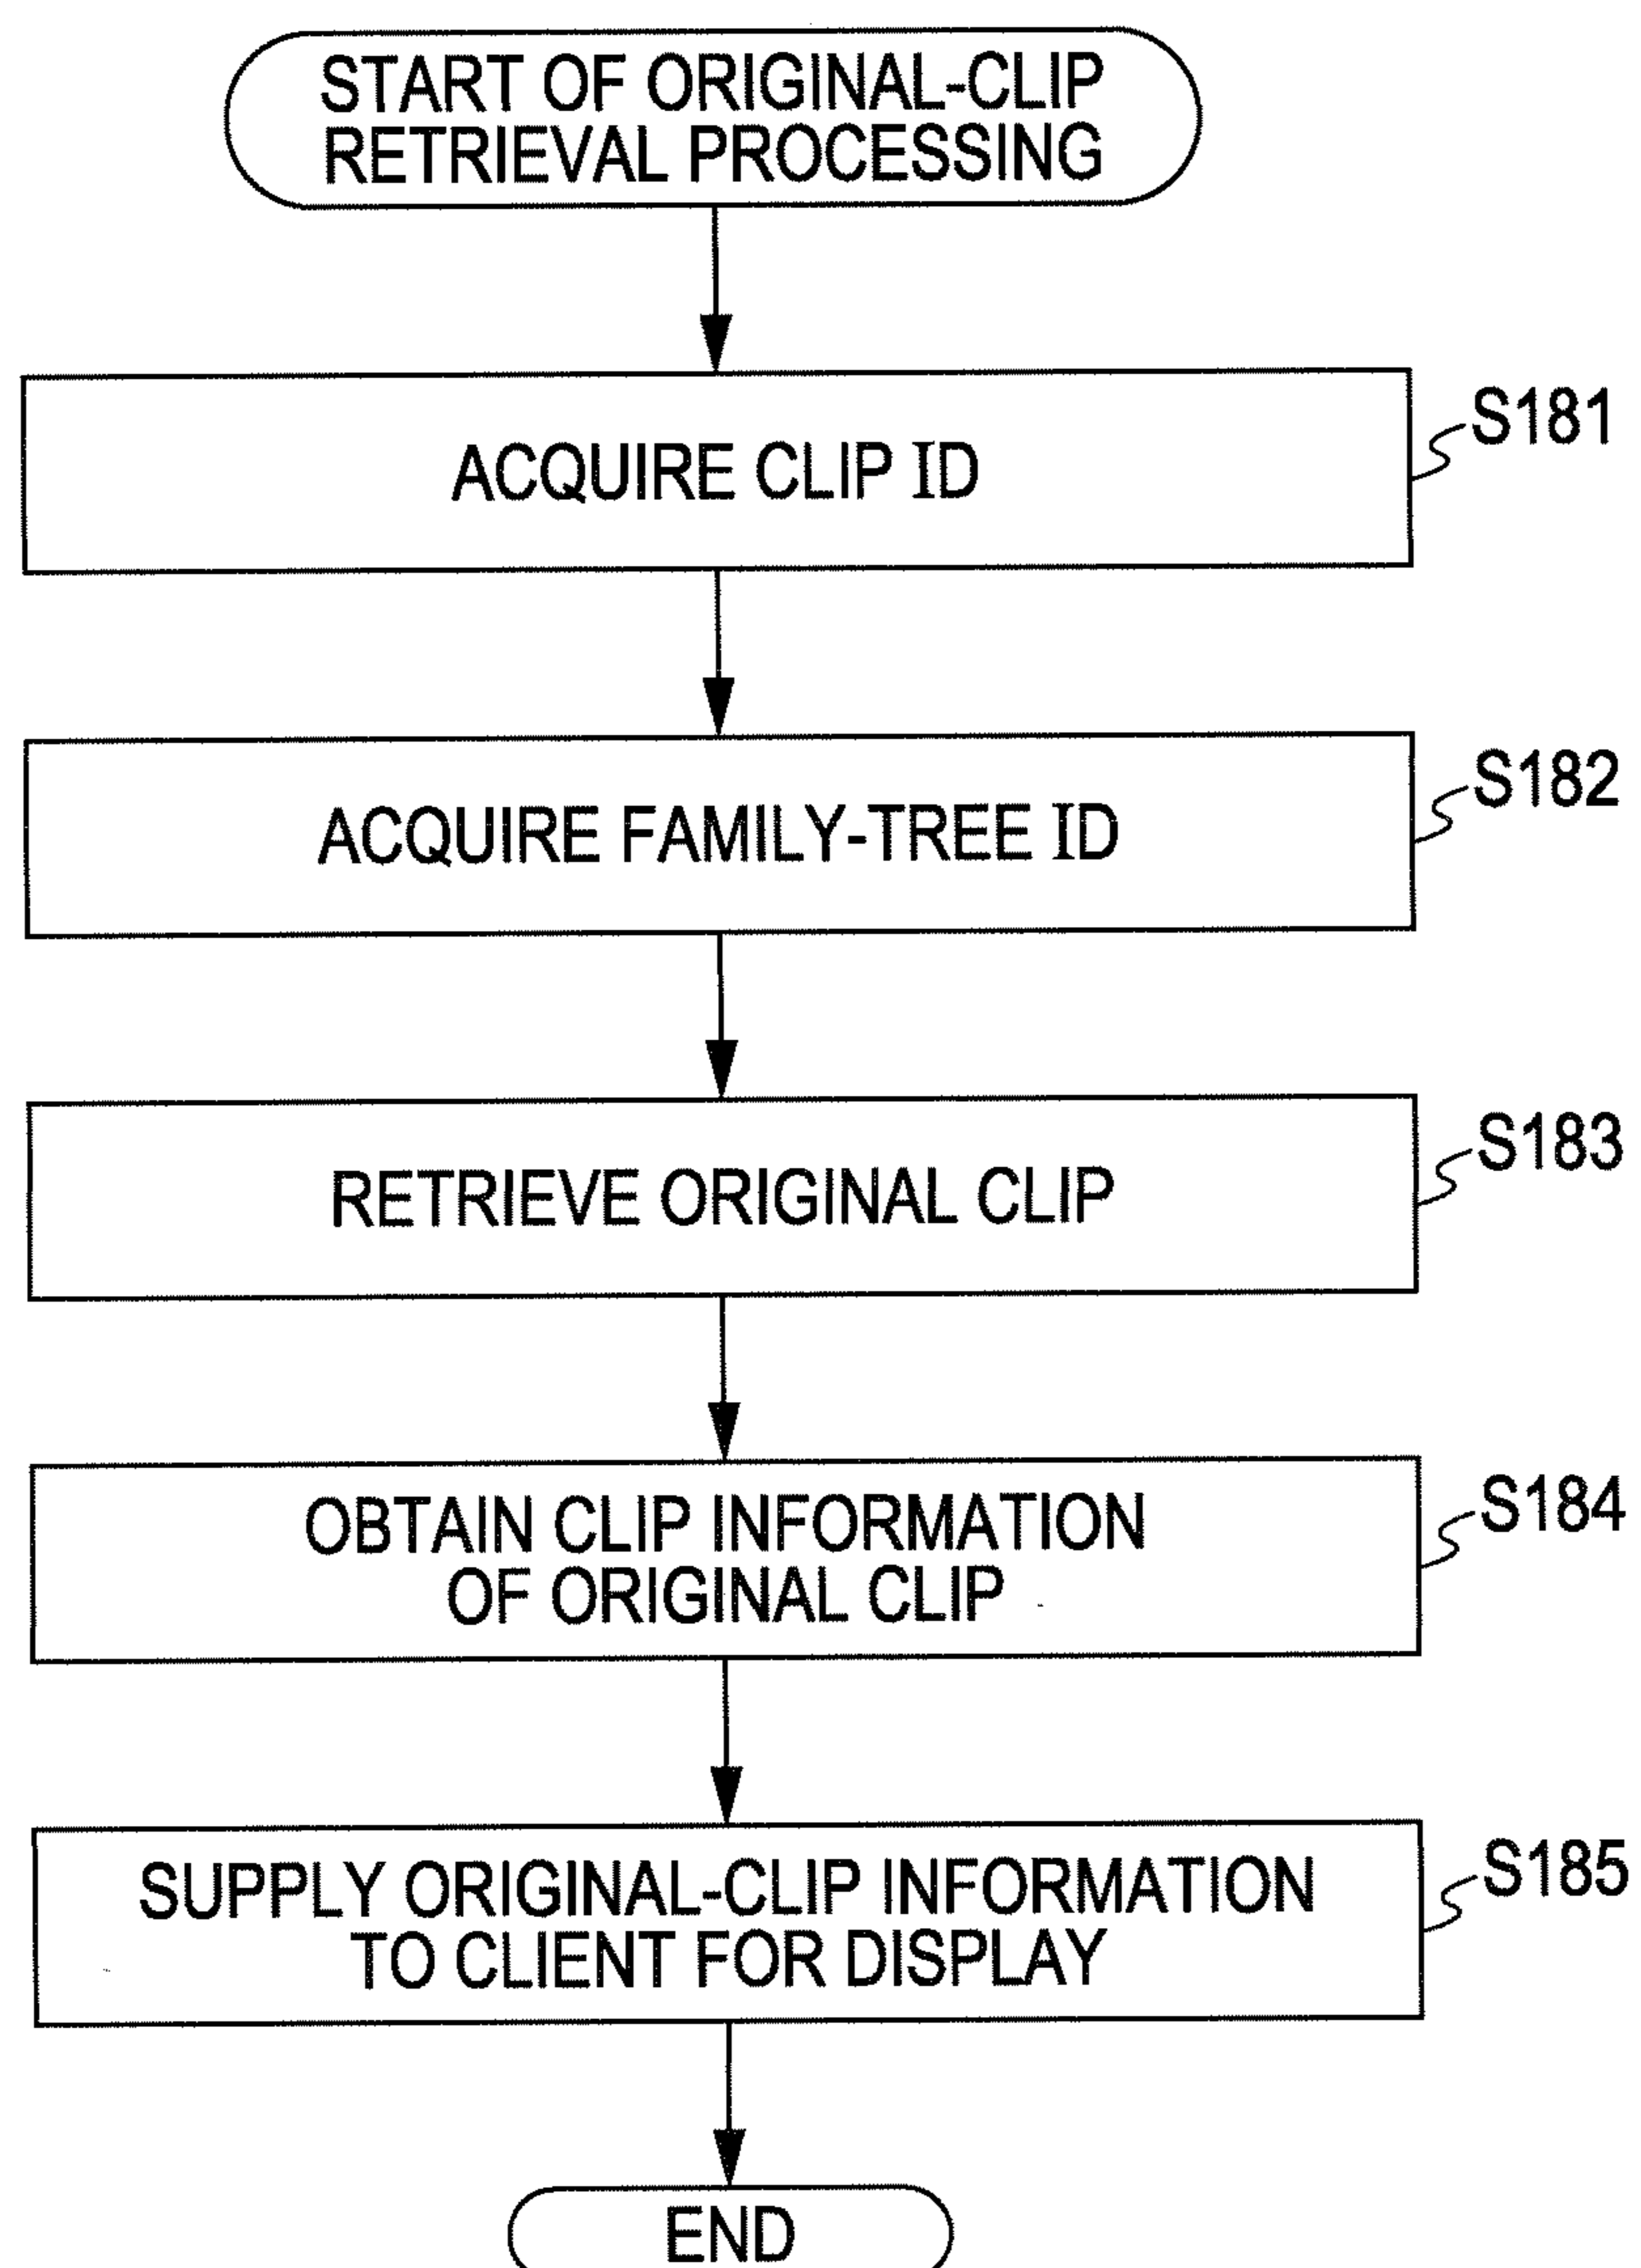 START OF ORIGINAL-CLIP
RETRIEVAL PROCESSING
ACQUIRE CLIP ID
S181
ACQUIRE FAMILY-TREE ID
S182
RETRIEVE ORIGINAL CLIP
S183
OBTAIN CLIP INFORMATION
OF ORIGINAL CLIP
S184
SUPPLY ORIGINAL-CLIP INFORMATION
TO CLIENT FOR DISPLAY
S185
END